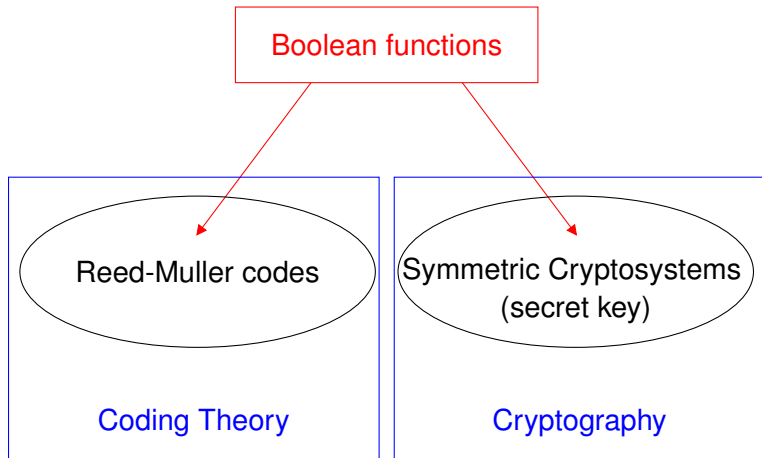 Boolean functions
Reed-Muller codes
Symmetric Cryptosystems
(secret key)
Coding Theory
Cryptography